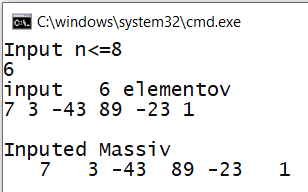 C:\windows\system32\cmd.exe
Input n<=8
6
input   6 elementov
7 3 -43 89 -23 1
Inputed Massiv
   7   3 -43  89 -23   1